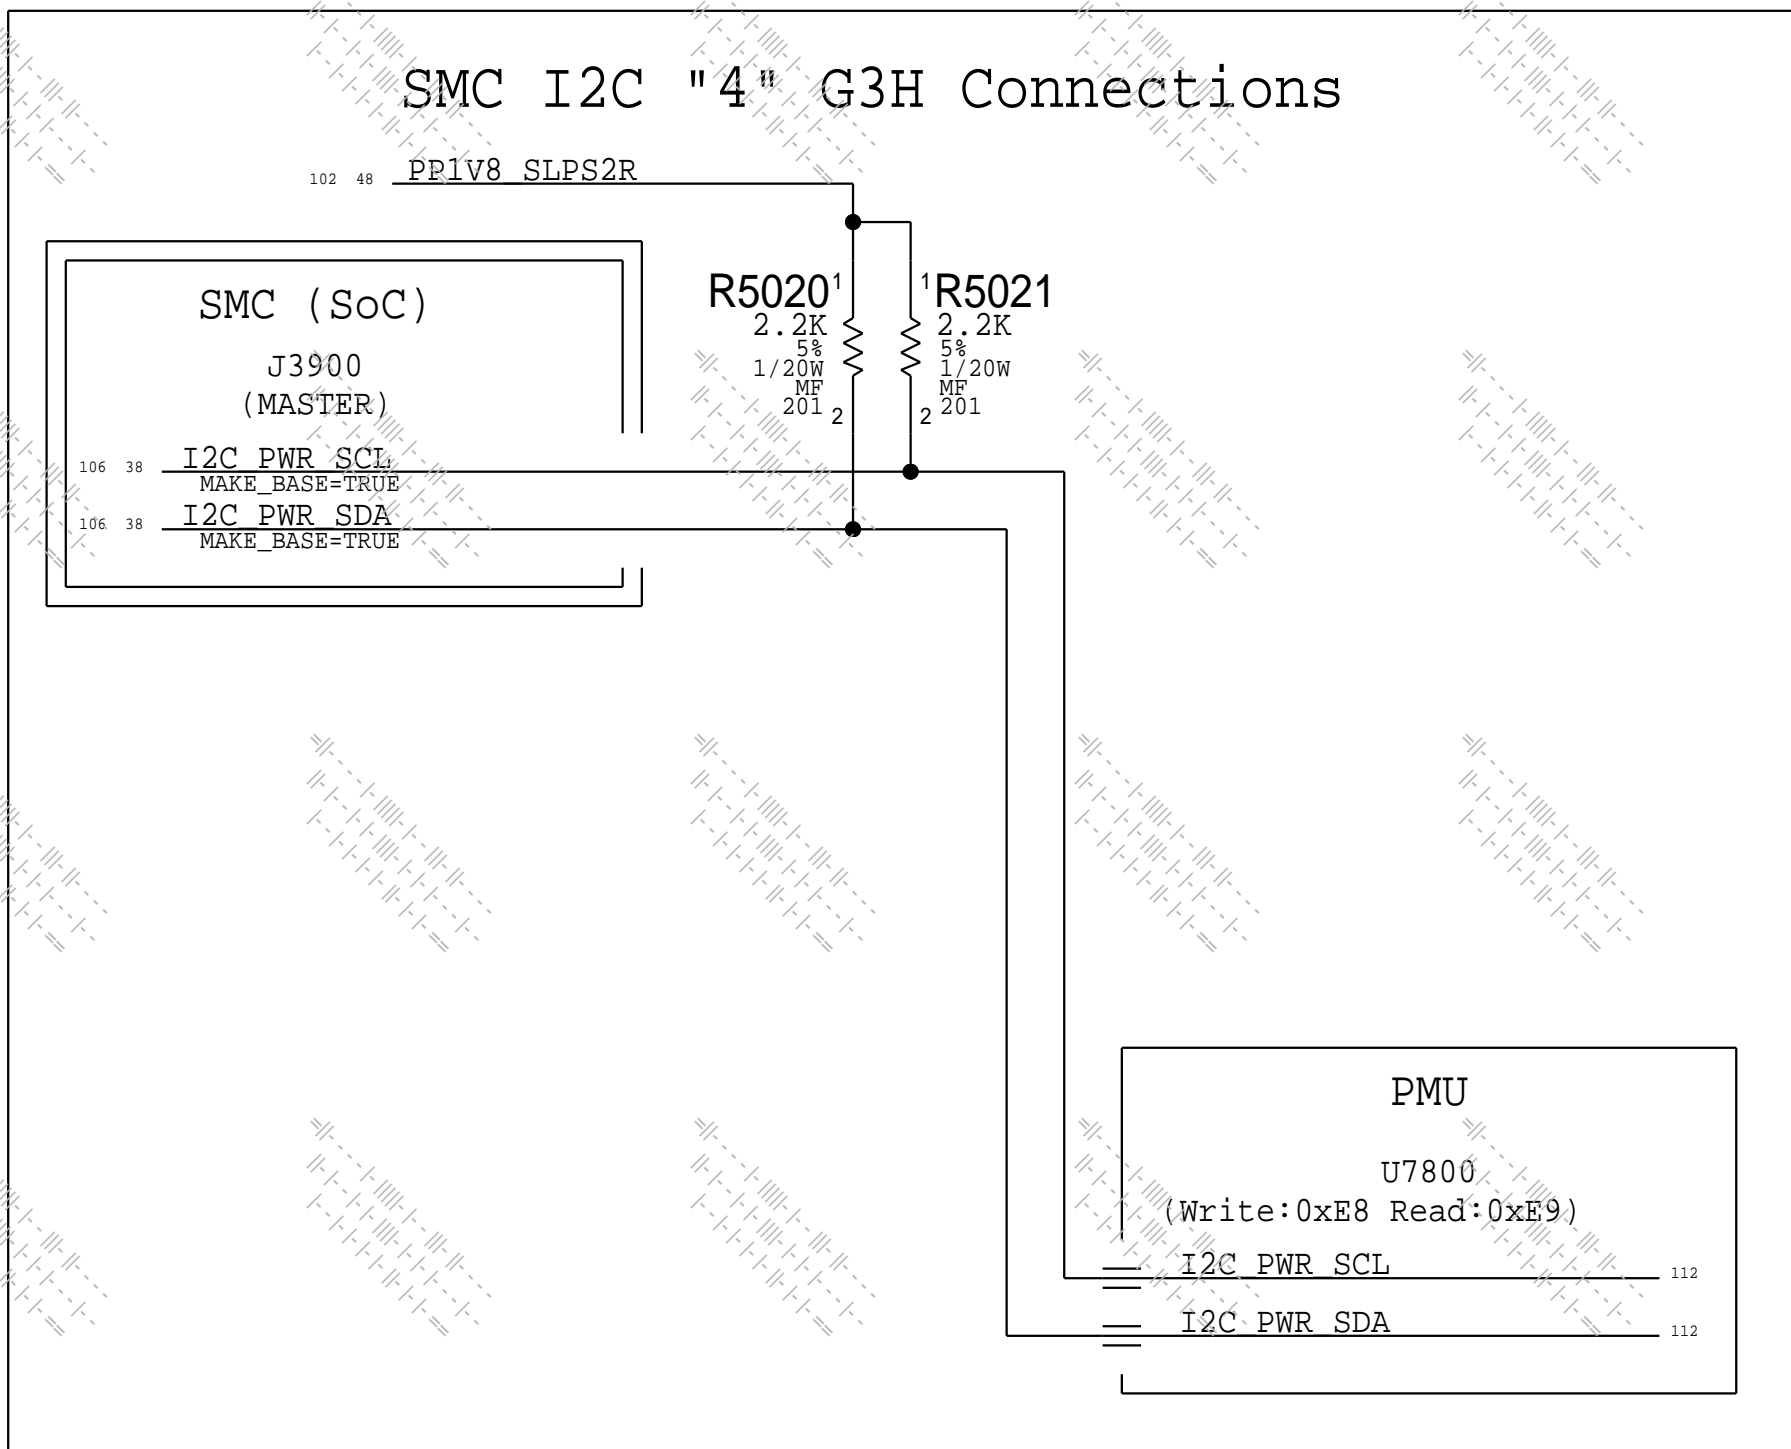 SMC I2C "4" G3H Connections
102 48 PR1V8_SLPS2R
SMC (SoC)
J3900
(MASTER)
R5020 1
2.2K
5%
1/20W
MF
201
2
1 R5021
2.2K
5%
1/20W
MF
201
2
106 38 I2C_PWR_SCL
MAKE_BASE=TRUE
106 38 I2C_PWR_SDA
MAKE_BASE=TRUE
PMU
U7800
(Write:0xE8 Read:0xE9)
I2C_PWR_SCL 112
I2C_PWR_SDA 112